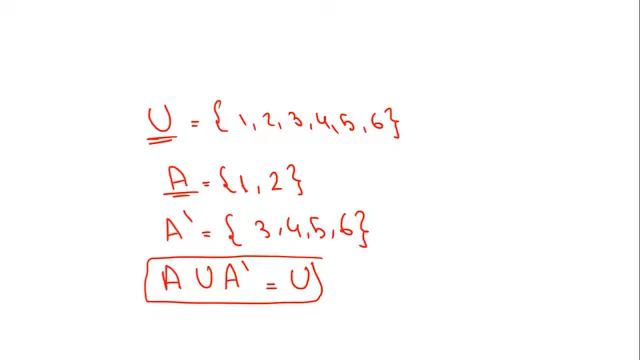 U = { 1, 2, 3, 4, 5, 6 }
A = { 1, 2 }
A' = { 3, 4, 5, 6 }
A U A' = U